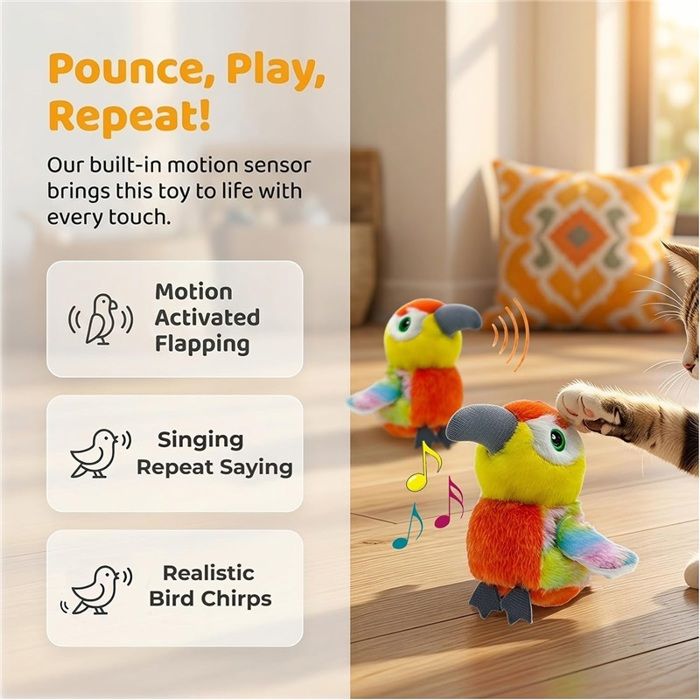 Pounce, Play,
Repeat!
Our built-in motion sensor
brings this toy to life with
every touch.
Motion
Activated
Flapping
Singing
Repeat Saying
Realistic
Bird Chirps